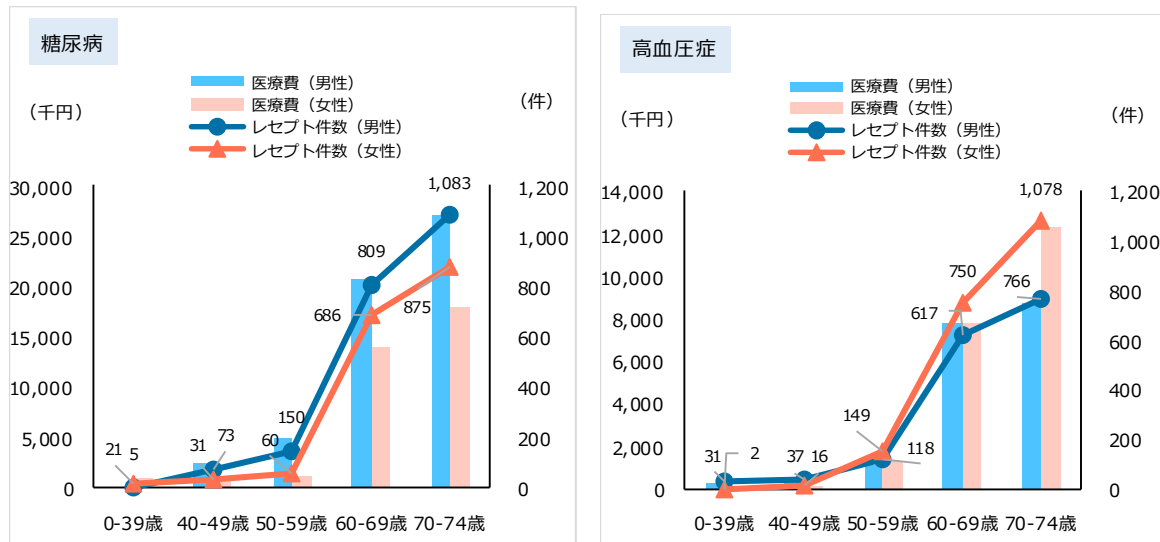 糖尿病
医療費（男性）
医療費（女性）
レセプト件数（男性）
レセプト件数（女性）
（千円）
（件）
30,000
25,000
20,000
15,000
10,000
5,000
0
1,200
1,000
800
600
400
200
0
21
5
31
73
60
150
686
809
875
1,083
0-39歳
40-49歳
50-59歳
60-69歳
70-74歳
高血圧症
医療費（男性）
医療費（女性）
レセプト件数（男性）
レセプト件数（女性）
（千円）
（件）
14,000
12,000
10,000
8,000
6,000
4,000
2,000
0
1,200
1,000
800
600
400
200
0
31
2
37
16
149
118
617
750
766
1,078
0-39歳
40-49歳
50-59歳
60-69歳
70-74歳